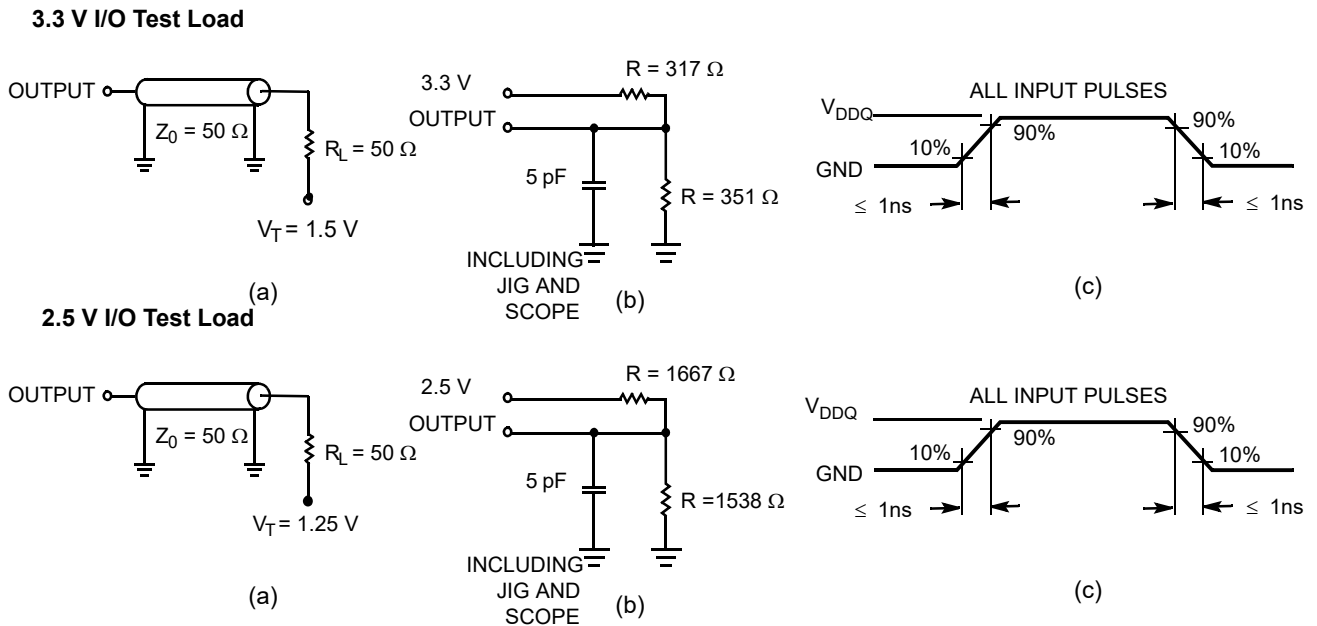 3.3 V I/O Test Load
OUTPUT
Z0 = 50 Ω
RL = 50 Ω
VT = 1.5 V
(a)
3.3 V
OUTPUT
R = 317 Ω
5 pF
R = 351 Ω
INCLUDING
JIG AND
SCOPE
(b)
ALL INPUT PULSES
VDDQ
GND
10%
90%
90%
10%
≤ 1ns
≤ 1ns
(c)
2.5 V I/O Test Load
OUTPUT
Z0 = 50 Ω
RL = 50 Ω
VT = 1.25 V
(a)
2.5 V
OUTPUT
R = 1667 Ω
5 pF
R =1538 Ω
INCLUDING
JIG AND
SCOPE
(b)
ALL INPUT PULSES
VDDQ
GND
10%
90%
90%
10%
≤ 1ns
≤ 1ns
(c)